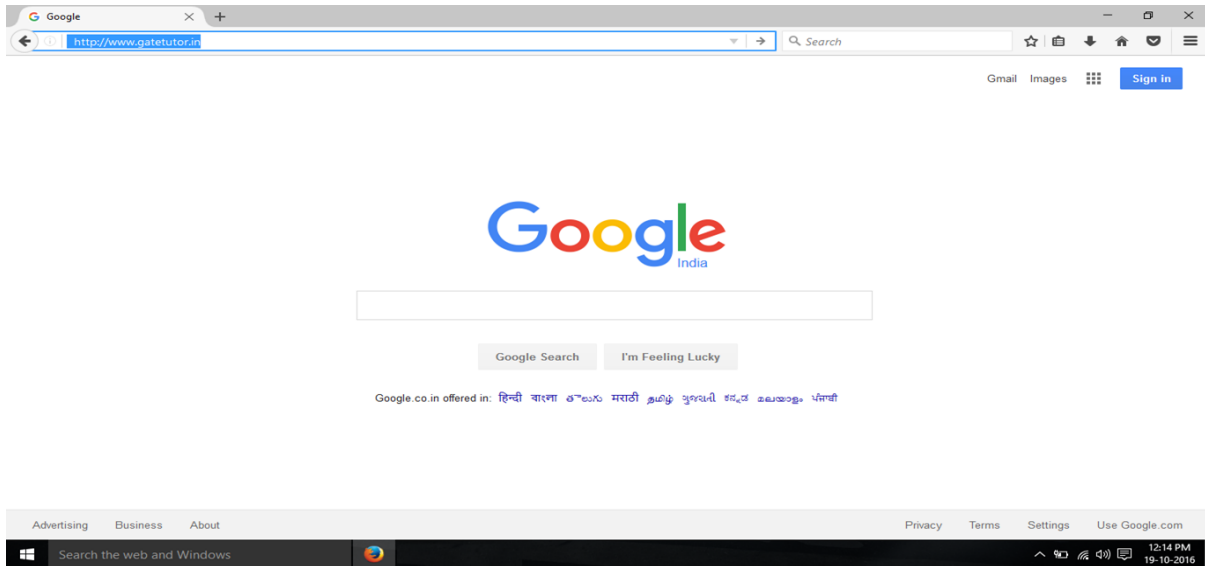 Google
http://www.gatetutor.in
Search
Gmail Images Sign in
Google
India
Google Search I'm Feeling Lucky
Google.co.in offered in: हिन्दी বাংলা తెలుగు मराठी தமிழ் ગુજરાતી ಕನ್ನಡ മലയാളം ਪੰਜਾਬੀ
Advertising Business About Privacy Terms Settings Use Google.com
Search the web and Windows
12:14 PM
19-10-2016